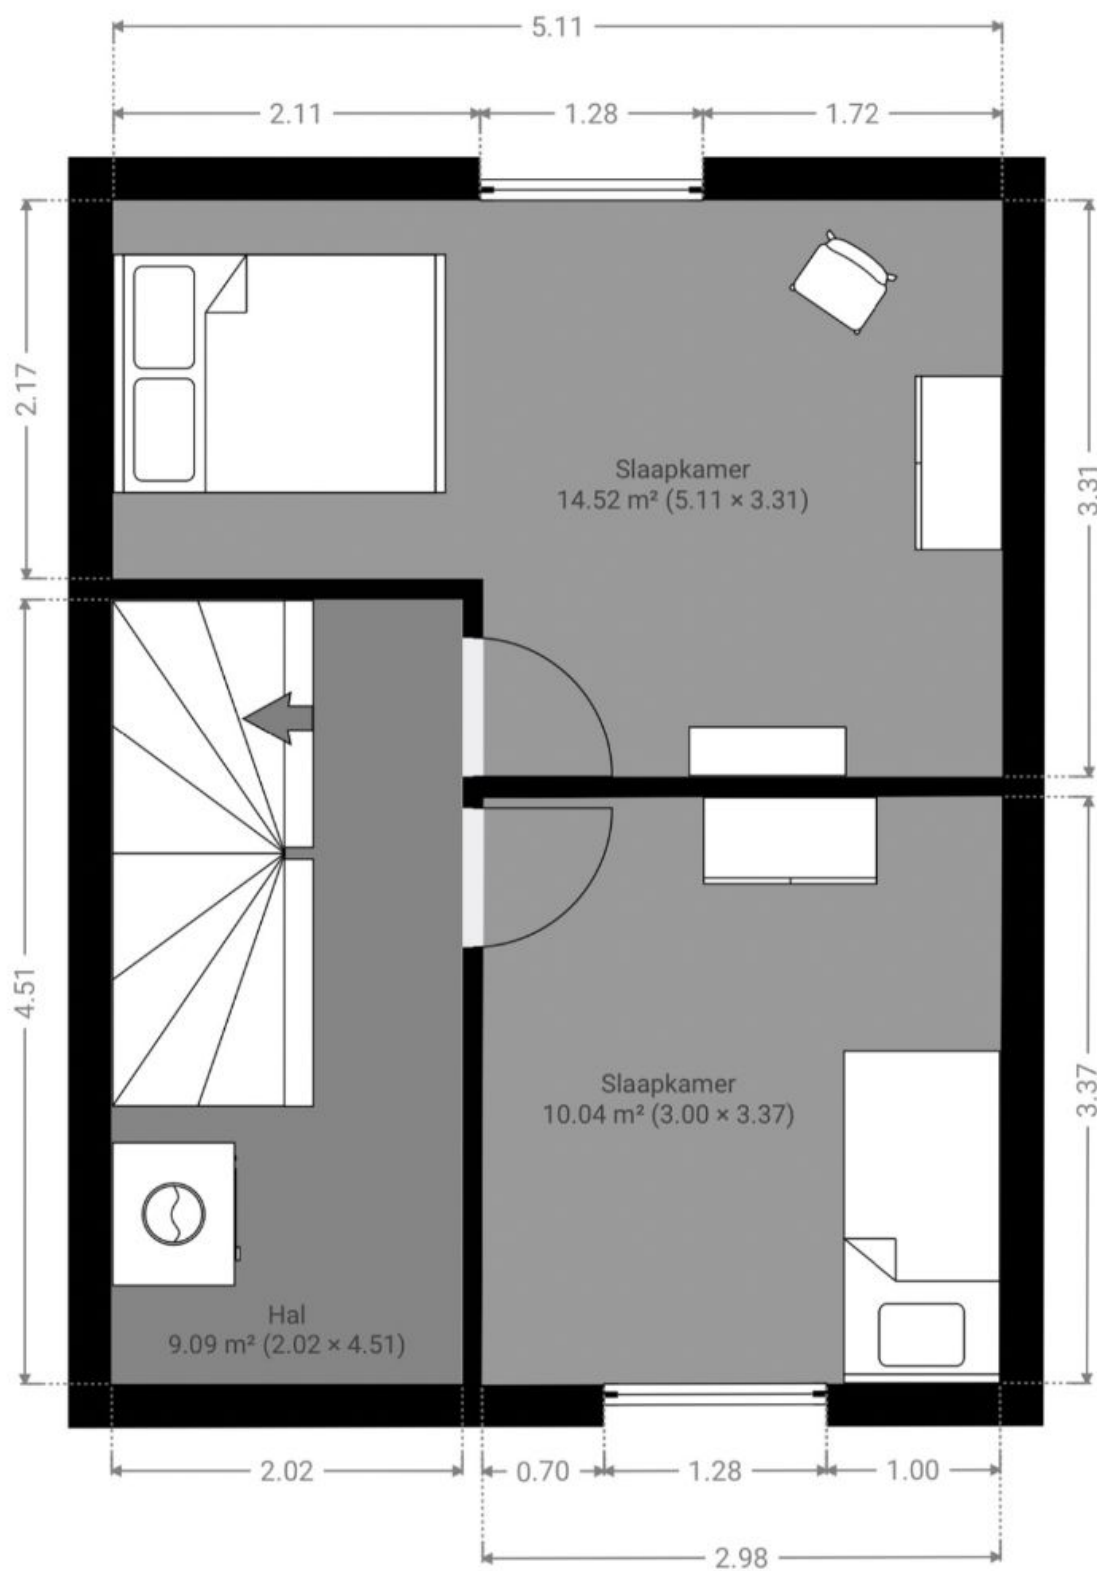 5.11
2.11
1.28
1.72
2.17
3.31
Slaapkamer
14.52 m² (5.11 × 3.31)
4.51
3.37
Slaapkamer
10.04 m² (3.00 × 3.37)
Hal
9.09 m² (2.02 × 4.51)
2.02
0.70
1.28
1.00
2.98